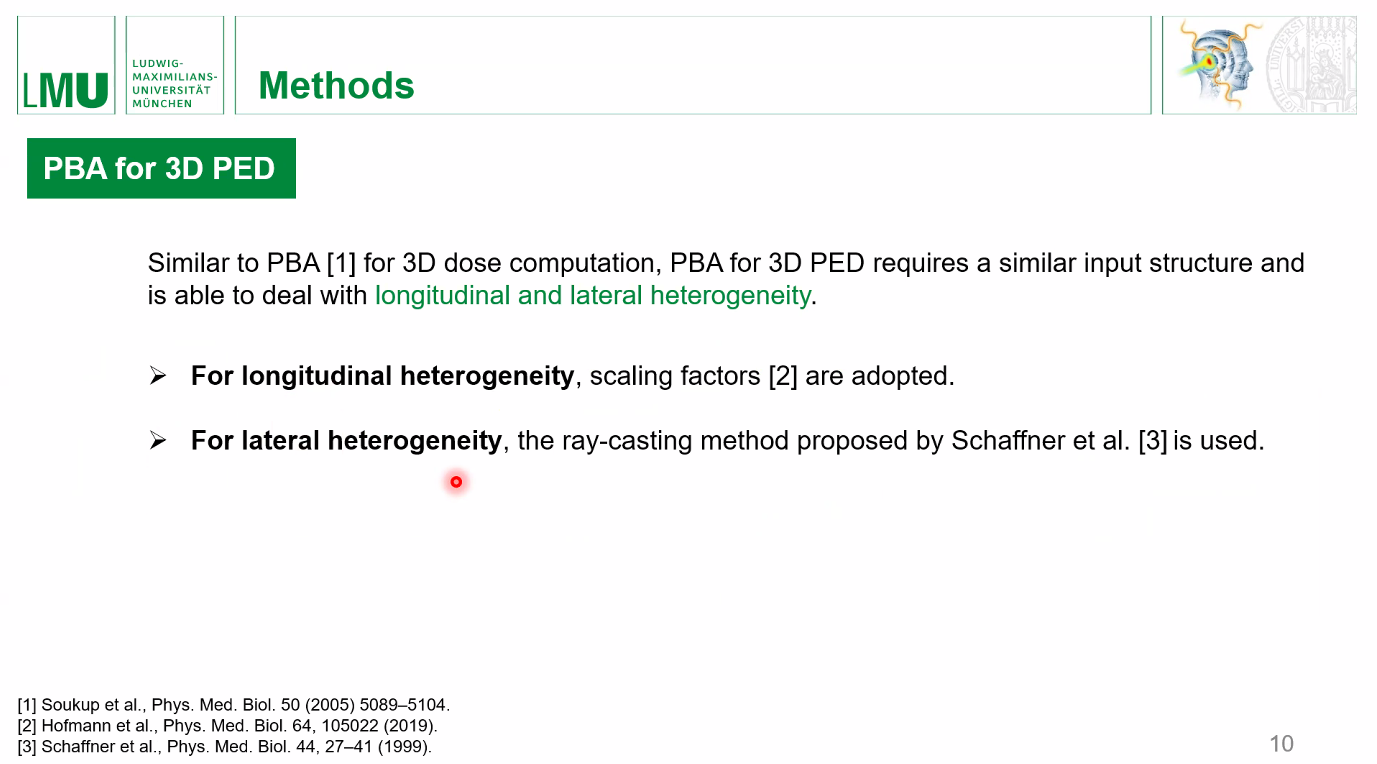 LMU
LUDWIG-
MAXIMILIANS-
UNIVERSITÄT
MÜNCHEN
Methods
PBA for 3D PED
Similar to PBA [1] for 3D dose computation, PBA for 3D PED requires a similar input structure and
is able to deal with longitudinal and lateral heterogeneity.
➢ For longitudinal heterogeneity, scaling factors [2] are adopted.
➢ For lateral heterogeneity, the ray-casting method proposed by Schaffner et al. [3] is used.
[1] Soukup et al., Phys. Med. Biol. 50 (2005) 5089–5104.
[2] Hofmann et al., Phys. Med. Biol. 64, 105022 (2019).
[3] Schaffner et al., Phys. Med. Biol. 44, 27–41 (1999).
10